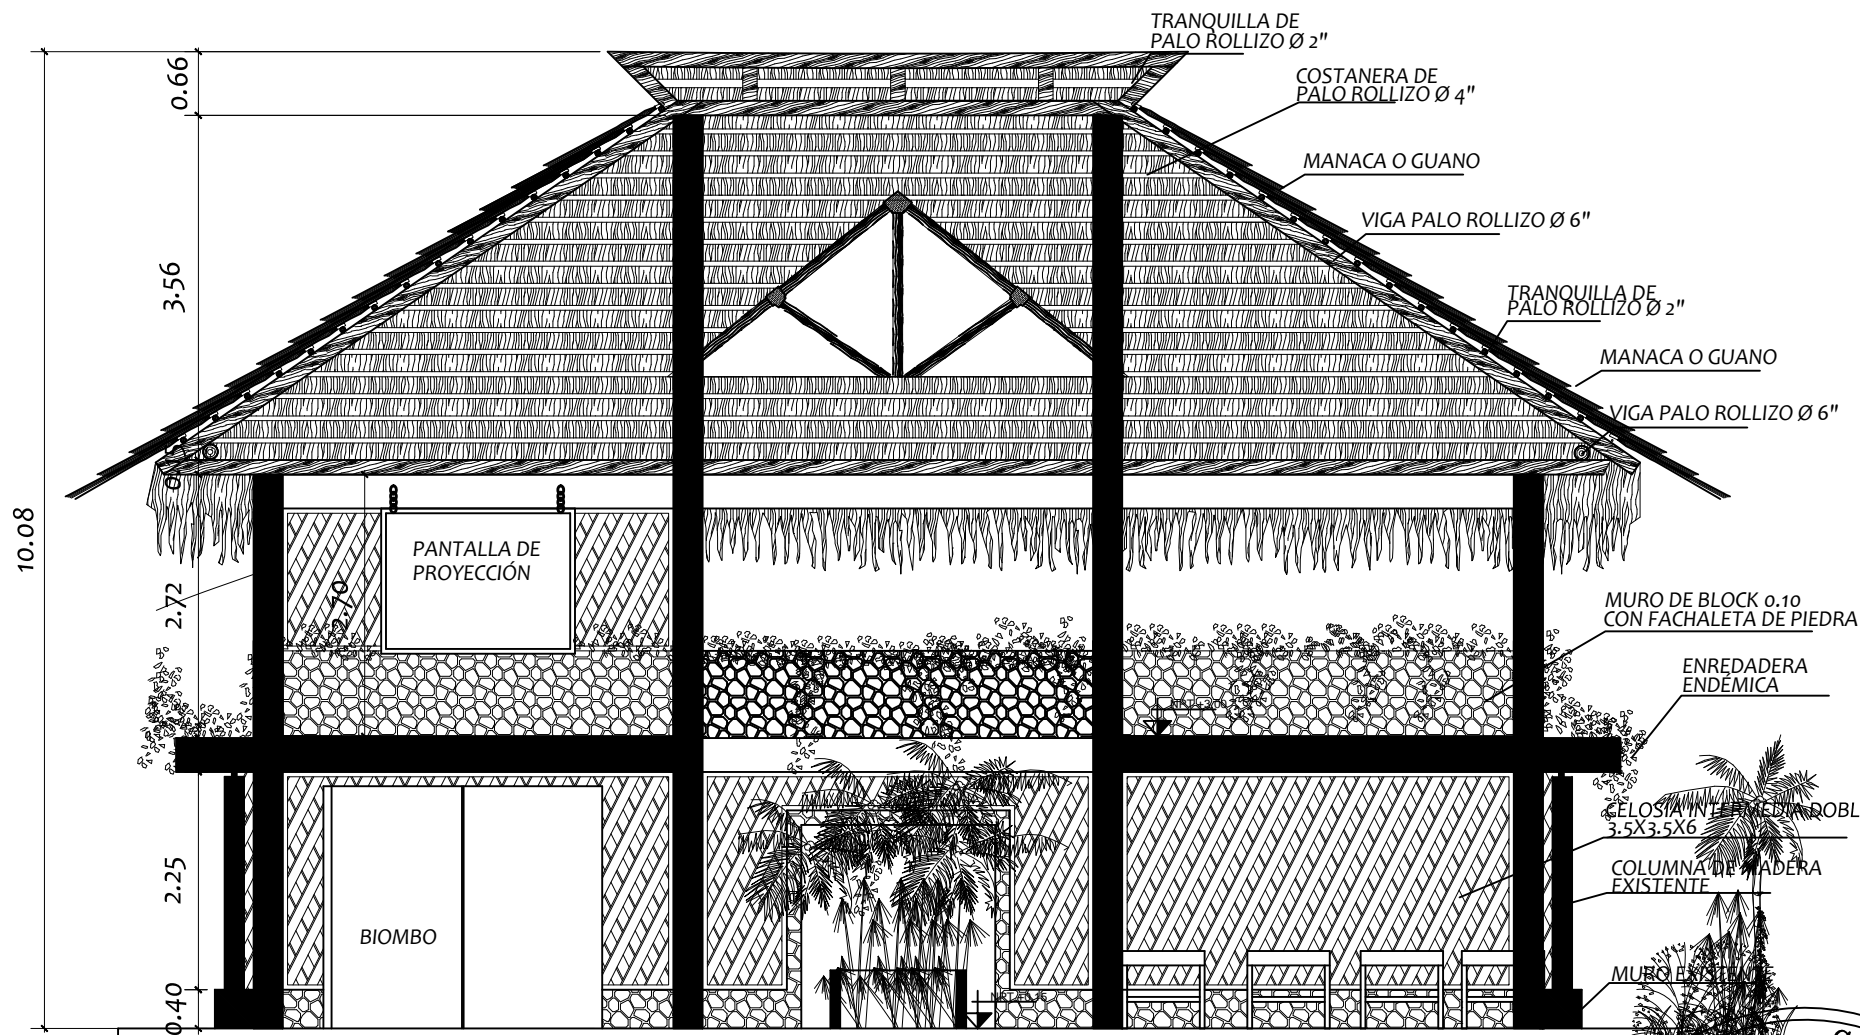 TRANQUILLA DE
PALO ROLLIZO Ø 2"
COSTANERA DE
PALO ROLLIZO Ø 4"
MANACA O GUANO
VIGA PALO ROLLIZO Ø 6"
TRANQUILLA DE
PALO ROLLIZO Ø 2"
MANACA O GUANO
VIGA PALO ROLLIZO Ø 6"
0.66
3.56
10.08
2.72
2.70
2.25
0.40
PANTALLA DE
PROYECCIÓN
BIOMBO
MURO DE BLOCK 0.10
CON FACHALETA DE PIEDRA
ENREDADERA
ENDÉMICA
CELOSIA INTERMEDIA DOBL
3.5X3.5X6
COLUMNA DE MADERA
EXISTENTE
MURO EXISTENTE